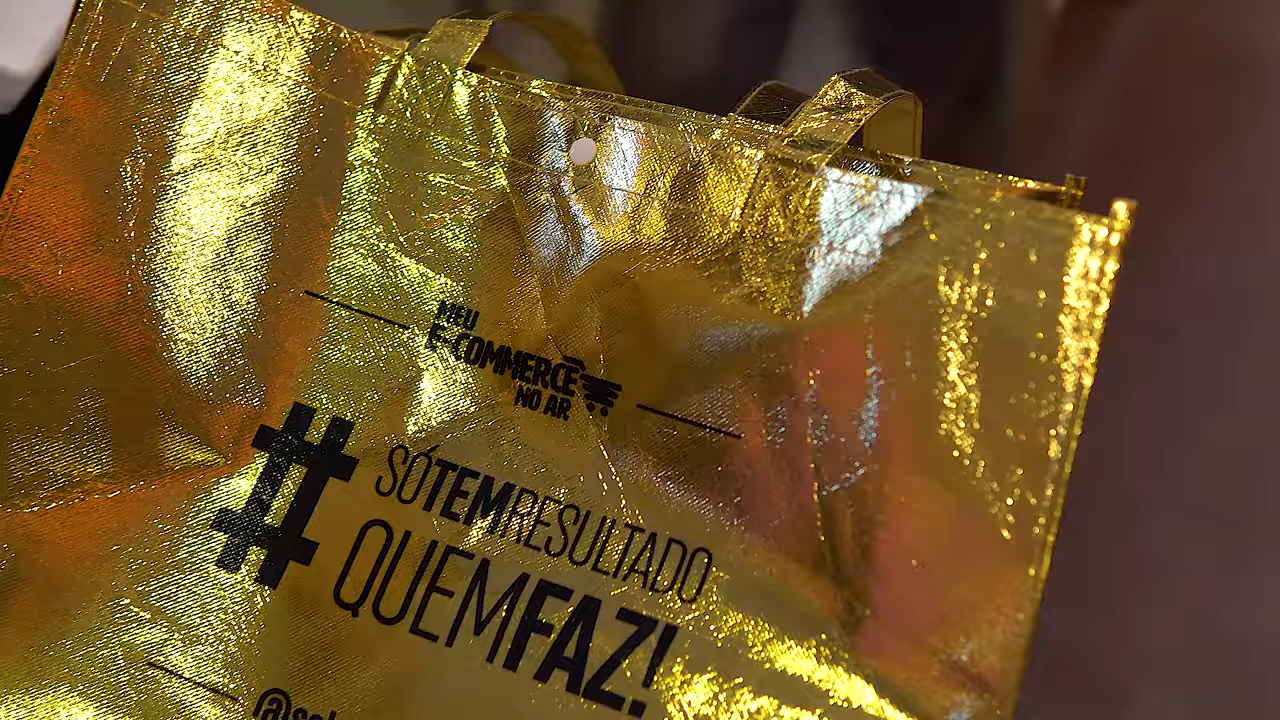 MEU
E-COMMERCE
NO AR
#
SÓTEMRESULTADO
QUEMFAZ!